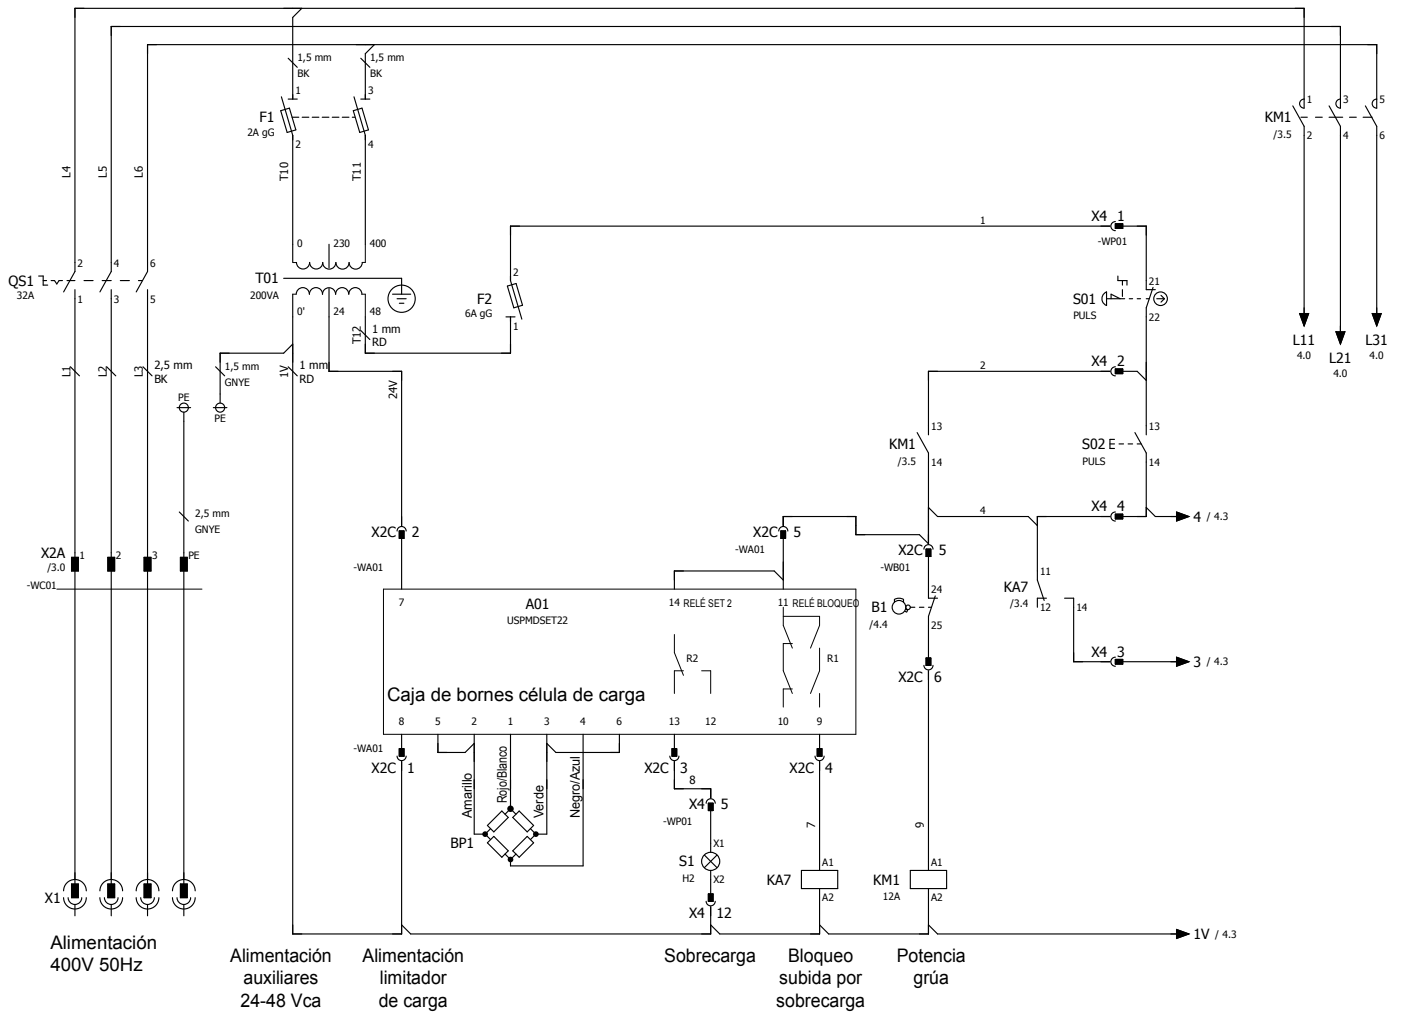 1,5 mm
BK
1,5 mm
BK
1
3
F1
2A gG
2
4
T10
T11
L4
L5
L6
KM1
/3.5
1
3
5
2
4
6
0
230
400
T01
200VA
0'
24
48
T12
1 mm
RD
QS1
32A
2
4
6
1
3
5
L1
L2
L3
2,5 mm
BK
1,5 mm
GNYE
PE
PE
1V
1 mm
RD
24V
2
F2
6A gG
1
1
X4
1
-WP01
21
S01
PULS
22
L11
4.0
L21
4.0
L31
4.0
2
X4
2
13
KM1
/3.5
14
13
S02 E
PULS
14
4
X4
4
4 / 4.3
2,5 mm
GNYE
X2A
/3.0
1
2
3
PE
-WC01
X2C
2
-WA01
X2C
5
-WA01
X2C
5
-WB01
24
B1
/4.4
25
X2C
6
11
KA7
/3.4
12
14
X4
3
3 / 4.3
7
A01
USPMDSET22
14 RELÉ SET 2
11 RELÉ BLOQUEO
R2
R1
Caja de bornes célula de carga
8
5
2
1
3
4
6
13
12
10
9
-WA01
X2C
1
Amarillo
Rojo/Blanco
Verde
Negro/Azul
BP1
X2C
3
8
X4
5
-WP01
X1
S1
H2
X2
X4
12
X2C
4
7
A1
KA7
A2
9
A1
KM1
12A
A2
1V / 4.3
X1
Alimentación
400V 50Hz
Alimentación
auxiliares
24-48 Vca
Alimentación
limitador
de carga
Sobrecarga
Bloqueo
subida por
sobrecarga
Potencia
grúa